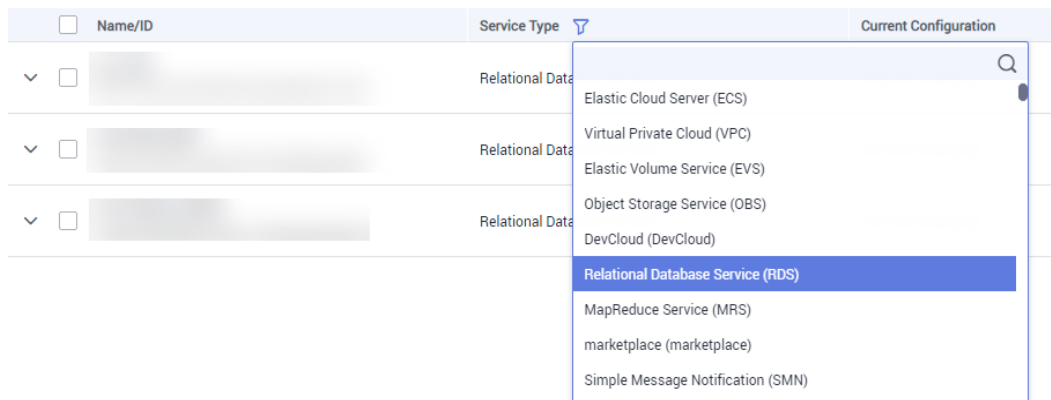 Name/ID Service Type Current Configuration
Relational Data
Elastic Cloud Server (ECS)
Virtual Private Cloud (VPC)
Relational Data
Elastic Volume Service (EVS)
Object Storage Service (OBS)
Relational Data
DevCloud (DevCloud)
Relational Database Service (RDS)
MapReduce Service (MRS)
marketplace (marketplace)
Simple Message Notification (SMN)